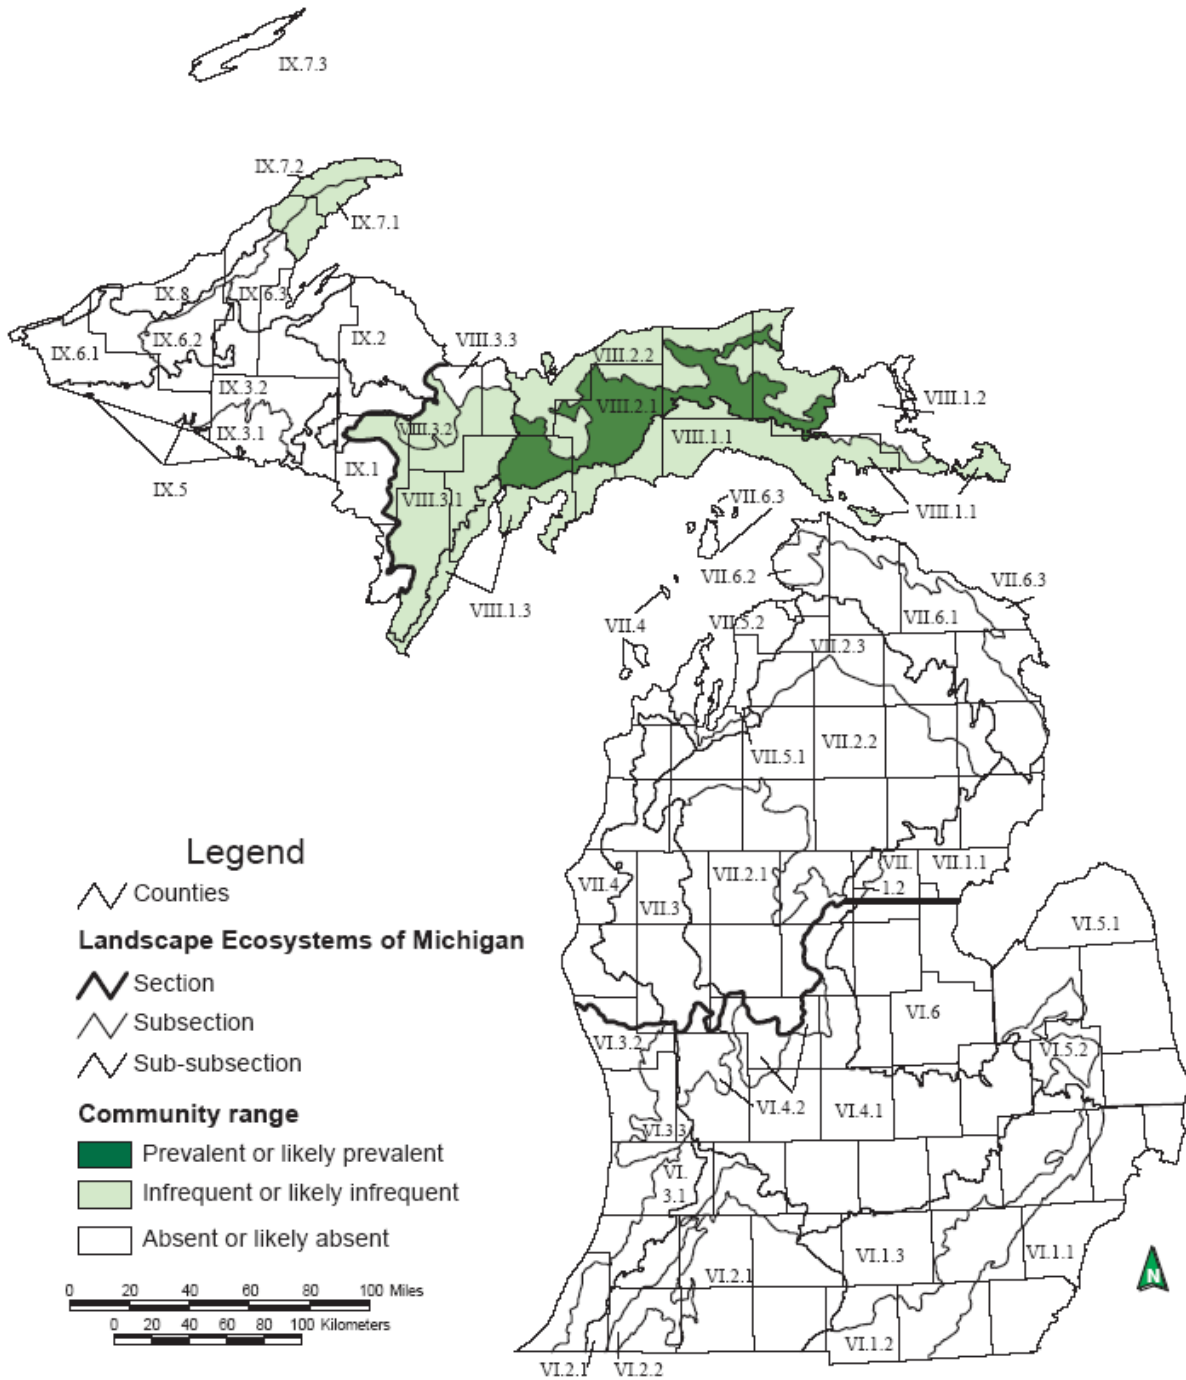 IX.7.3
IX.7.2
IX.7.1
IX.8
IX.6.3
IX.6.1
IX.6.2
IX.2
VIII.3.3
VIII.2.2
IX.3.2
VIII.2.1
VIII.1.2
IX.3.1
VIII.3.2
VIII.1.1
IX.1
IX.5
VIII.3.1
VII.6.3
VIII.1.1
VII.6.2
VII.6.3
VIII.1.3
VII.6.1
VII.4
VII.5.2
VII.2.3
VII.5.1
VII.2.2
Legend
Counties
VII.4
VII.3
VII.2.1
VII.
1.2
VII.1.1
Landscape Ecosystems of Michigan
VI.5.1
Section
Subsection
VI.6
Sub-subsection
VI.3.2
VI.5.2
VI.4.2
VI.4.1
Community range
VI.3.3
Prevalent or likely prevalent
VI.
3.1
Infrequent or likely infrequent
Absent or likely absent
VI.1.3
VI.1.1
VI.2.1
N
0 20 40 60 80 100 Miles
0 20 40 60 80 100 Kilometers
VI.1.2
VI.2.1
VI.2.2